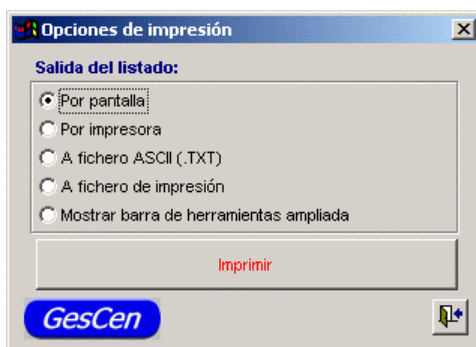 Opciones de impresión
Salida del listado:
Por pantalla
Por impresora
A fichero ASCII (.TXT)
A fichero de impresión
Mostrar barra de herramientas ampliada
Imprimir
GesCen